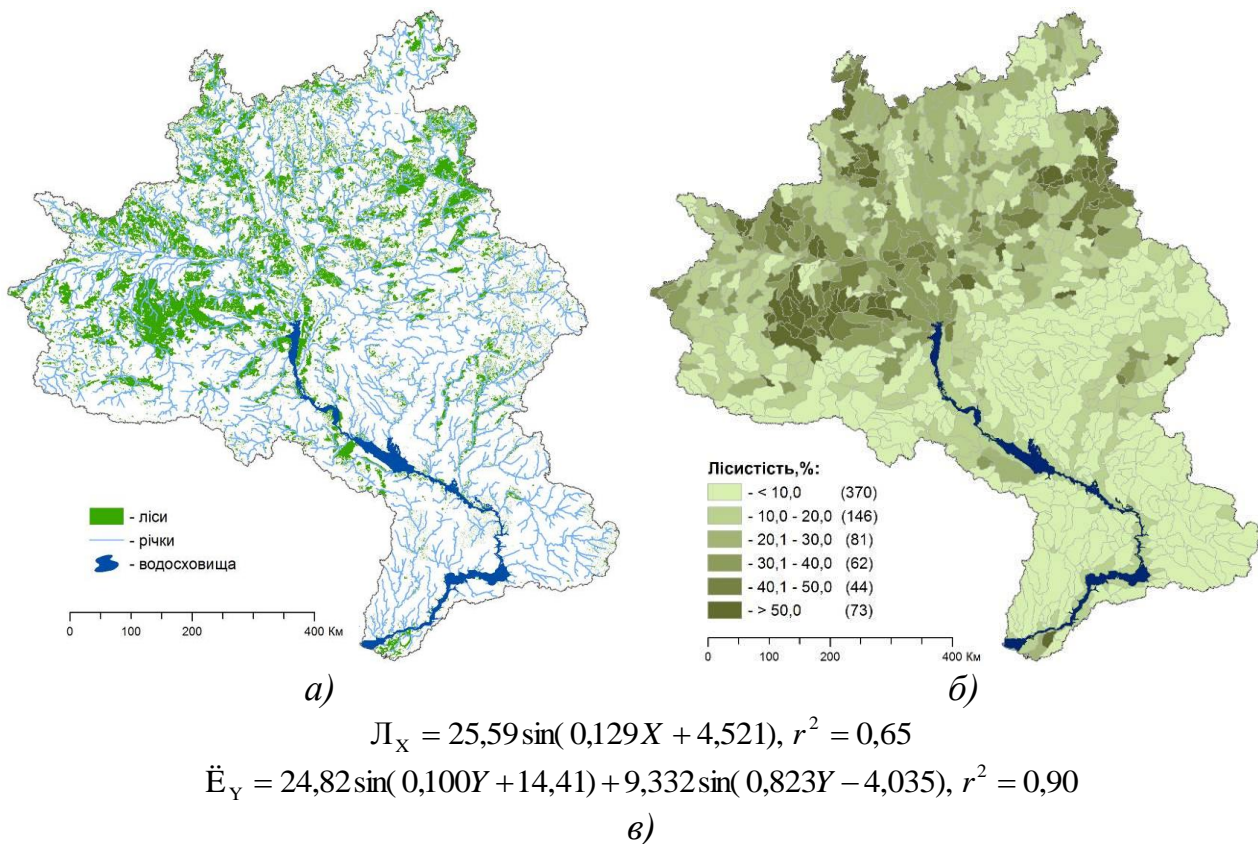 - ліси
- річки
- водосховища
0 100 200 400 Км
а)
Лісистість,%:
- < 10,0 (370)
- 10,0 - 20,0 (146)
- 20,1 - 30,0 (81)
- 30,1 - 40,0 (62)
- 40,1 - 50,0 (44)
- > 50,0 (73)
0 100 200 400 Км
б)
Л_X = 25,59 sin( 0,129X + 4,521), r² = 0,65
Ё_Y = 24,82 sin( 0,100Y +14,41) + 9,332 sin( 0,823Y − 4,035), r² = 0,90
в)